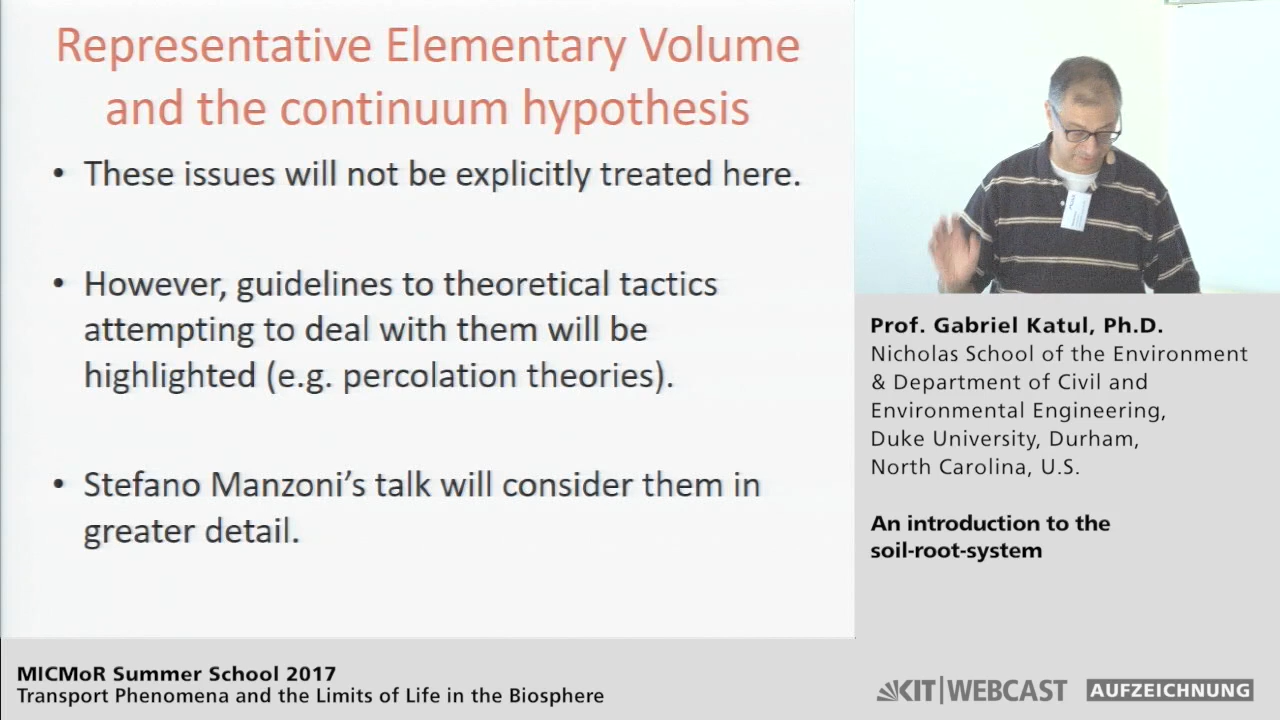 Representative Elementary Volume
and the continuum hypothesis
• These issues will not be explicitly treated here.
• However, guidelines to theoretical tactics
attempting to deal with them will be
highlighted (e.g. percolation theories).
• Stefano Manzoni's talk will consider them in
greater detail.
Prof. Gabriel Katul, Ph.D.
Nicholas School of the Environment
& Department of Civil and
Environmental Engineering,
Duke University, Durham,
North Carolina, U.S.
An introduction to the
soil-root-system
MICMoR Summer School 2017
Transport Phenomena and the Limits of Life in the Biosphere
KIT|WEBCAST AUFZEICHNUNG